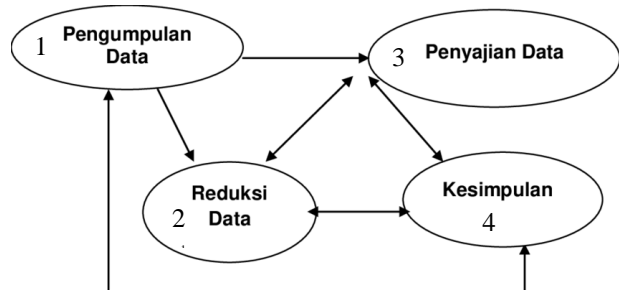 1
Pengumpulan
Data
3
Penyajian Data
2
Reduksi
Data
Kesimpulan
4